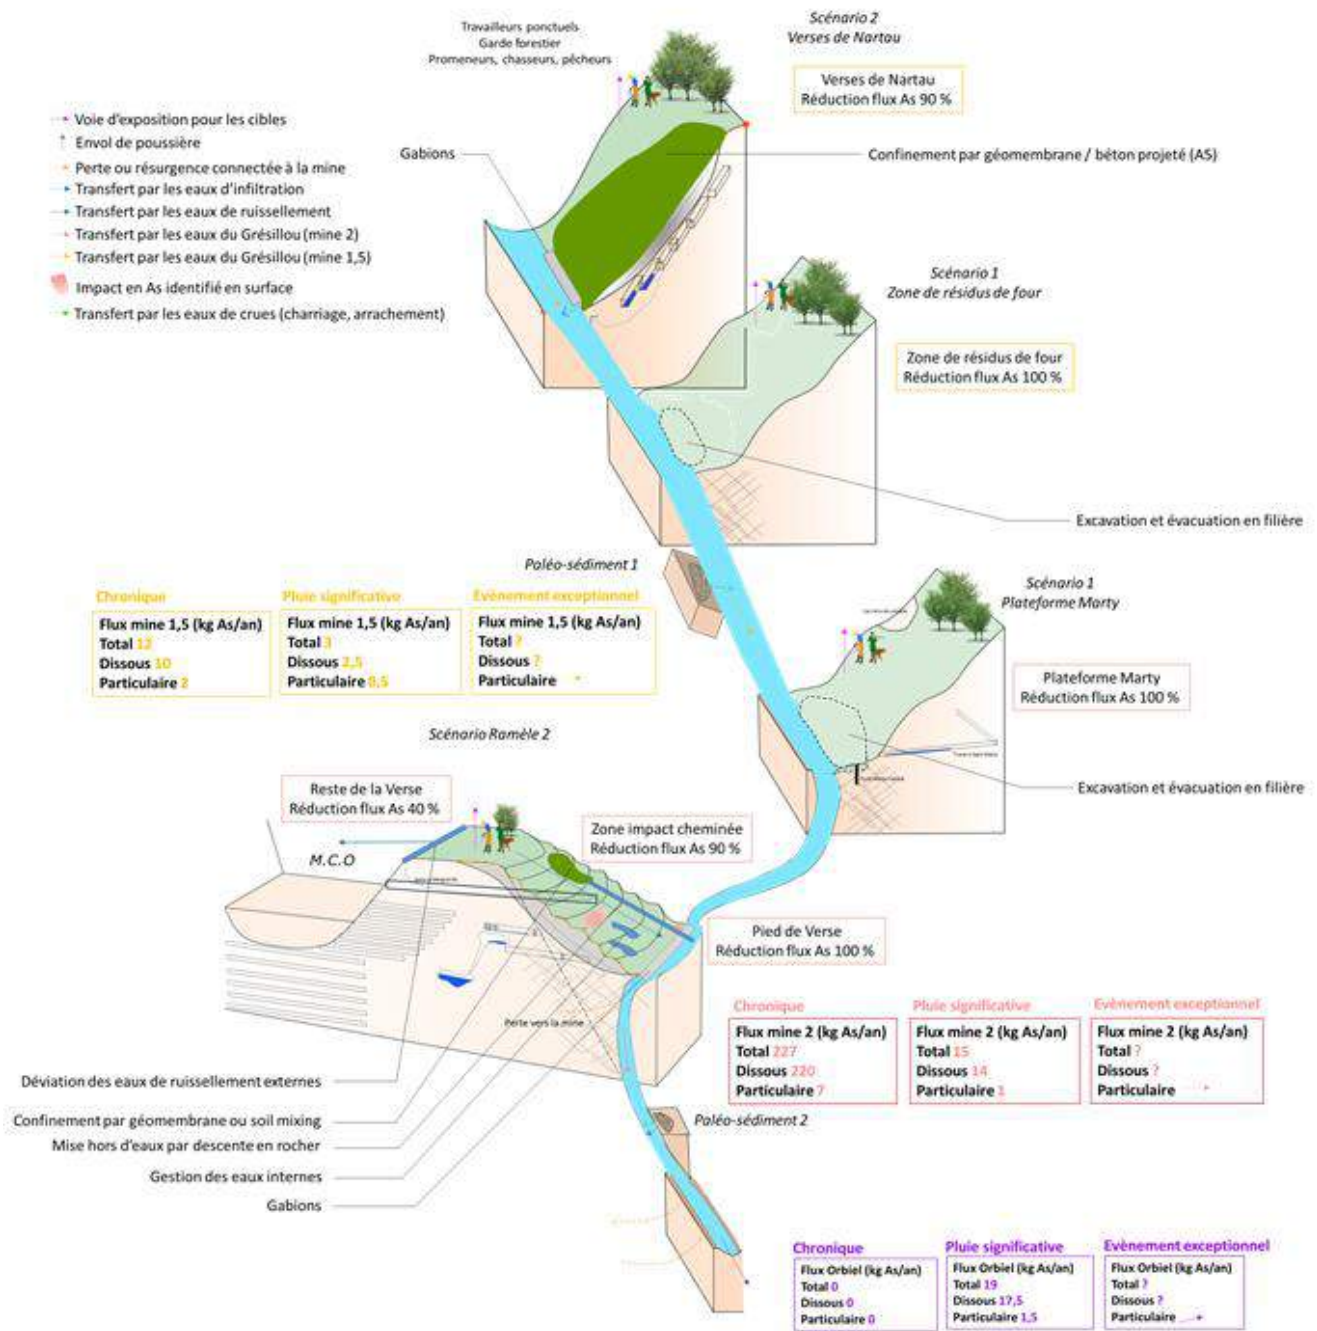 Scénario 2
Verses de Nartau
Travailleurs ponctuels
Garde forestier
Promeneurs, chasseurs, pêcheurs
Verses de Nartau
Réduction flux As 90 %
Voie d'exposition pour les cibles
Envol de poussière
Perte ou résurgence connectée à la mine
Transfert par les eaux d'infiltration
Transfert par les eaux de ruissellement
Transfert par les eaux du Grésillou (mine 2)
Transfert par les eaux du Grésillou (mine 1,5)
Impact en As identifié en surface
Transfert par les eaux de crues (charriage, arrachement)
Gabions
Confinement par géomembrane / béton projeté (A5)
Scénario 1
Zone de résidus de four
Zone de résidus de four
Réduction flux As 100 %
Excavation et évacuation en filière
Paléo-sédiment 1
Scénario 1
Plateforme Marty
Plateforme Marty
Réduction flux As 100 %
Excavation et évacuation en filière
Chronique
Flux mine 1,5 (kg As/an)
Total 12
Dissous 10
Particulaire 2
Pluie significative
Flux mine 1,5 (kg As/an)
Total 3
Dissous 2,5
Particulaire 0,5
Evènement exceptionnel
Flux mine 1,5 (kg As/an)
Total ?
Dissous ?
Particulaire
Scénario Ramèle 2
Reste de la Verse
Réduction flux As 40 %
M.C.O
Zone impact cheminée
Réduction flux As 90 %
Pied de Verse
Réduction flux As 100 %
Perte vers la mine
Chronique
Flux mine 2 (kg As/an)
Total 227
Dissous 220
Particulaire 7
Pluie significative
Flux mine 2 (kg As/an)
Total 15
Dissous 14
Particulaire 1
Evènement exceptionnel
Flux mine 2 (kg As/an)
Total ?
Dissous ?
Particulaire
Déviation des eaux de ruissellement externes
Confinement par géomembrane ou soil mixing
Mise hors d'eaux par descente en rocher
Gestion des eaux internes
Gabions
Paléo-sédiment 2
Chronique
Flux Orbiel (kg As/an)
Total 0
Dissous 0
Particulaire 0
Pluie significative
Flux Orbiel (kg As/an)
Total 19
Dissous 17,5
Particulaire 1,5
Evènement exceptionnel
Flux Orbiel (kg As/an)
Total ?
Dissous ?
Particulaire